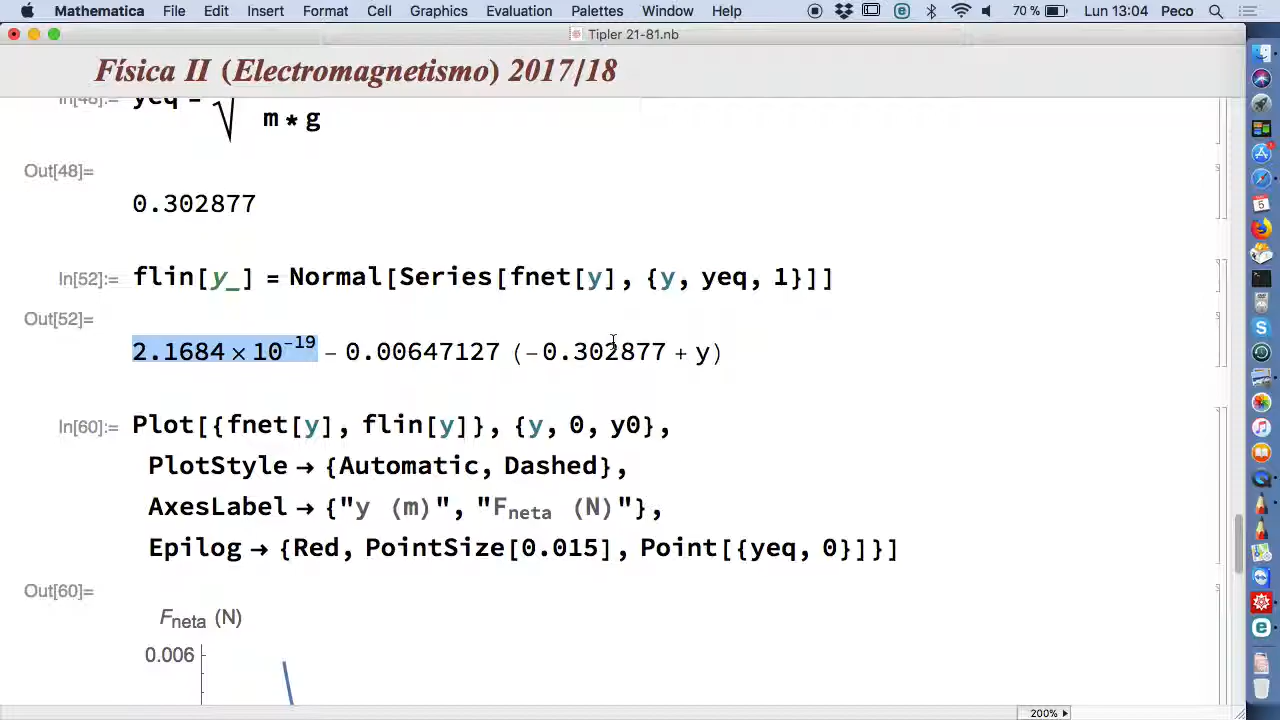 Mathematica File Edit Insert Format Cell Graphics Evaluation Palettes Window Help 70 % Lun 13:04 Peco
Tipler 21-81.nb
Física II (Electromagnetismo) 2017/18
In[48]:= yeq = √
m * g
Out[48]=
0.302877
In[52]:= flin[y_] = Normal[Series[fnet[y], {y, yeq, 1}]]
Out[52]=
2.1684 × 10⁻¹⁹ − 0.00647127 (−0.302877 + y)
In[60]:= Plot[{fnet[y], flin[y]}, {y, 0, y0},
PlotStyle → {Automatic, Dashed},
AxesLabel → {"y (m)", "Fneta (N)"},
Epilog → {Red, PointSize[0.015], Point[{yeq, 0}]}]
Out[60]=
Fneta (N)
0.006
200%